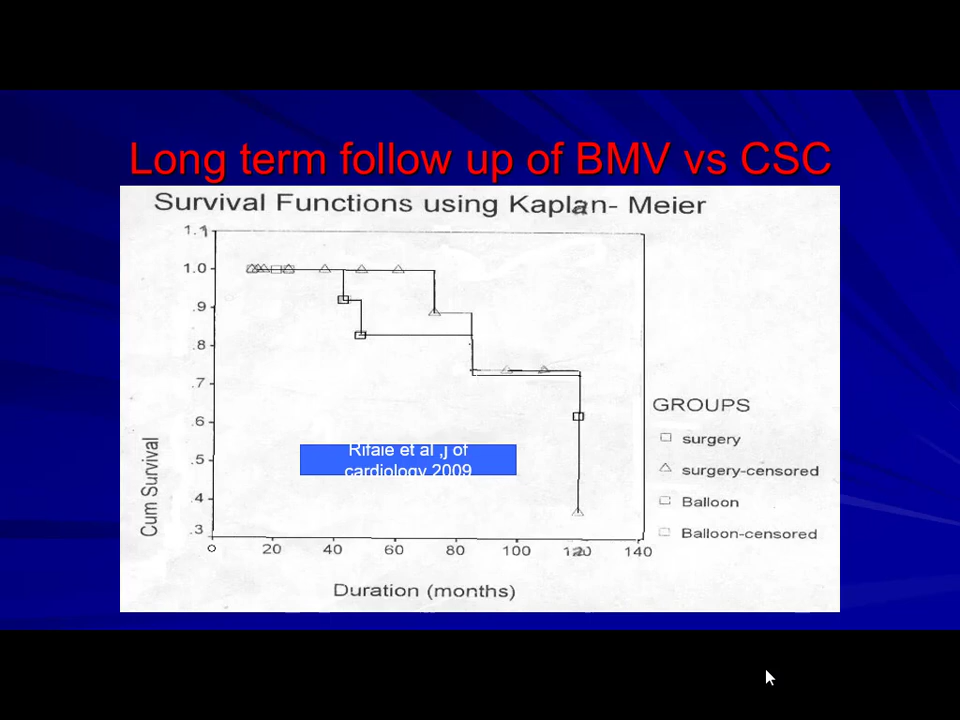 Long term follow up of BMV vs CSC
Survival Functions using Kaplan- Meier
1.1
1.0
.9
.8
.7
.6
.5
.4
.3
Cum Survival
0 20 40 60 80 100 120 140
Duration (months)
Rifaie et al ,j of
cardiology 2009
GROUPS
surgery
surgery-censored
Balloon
Balloon-censored